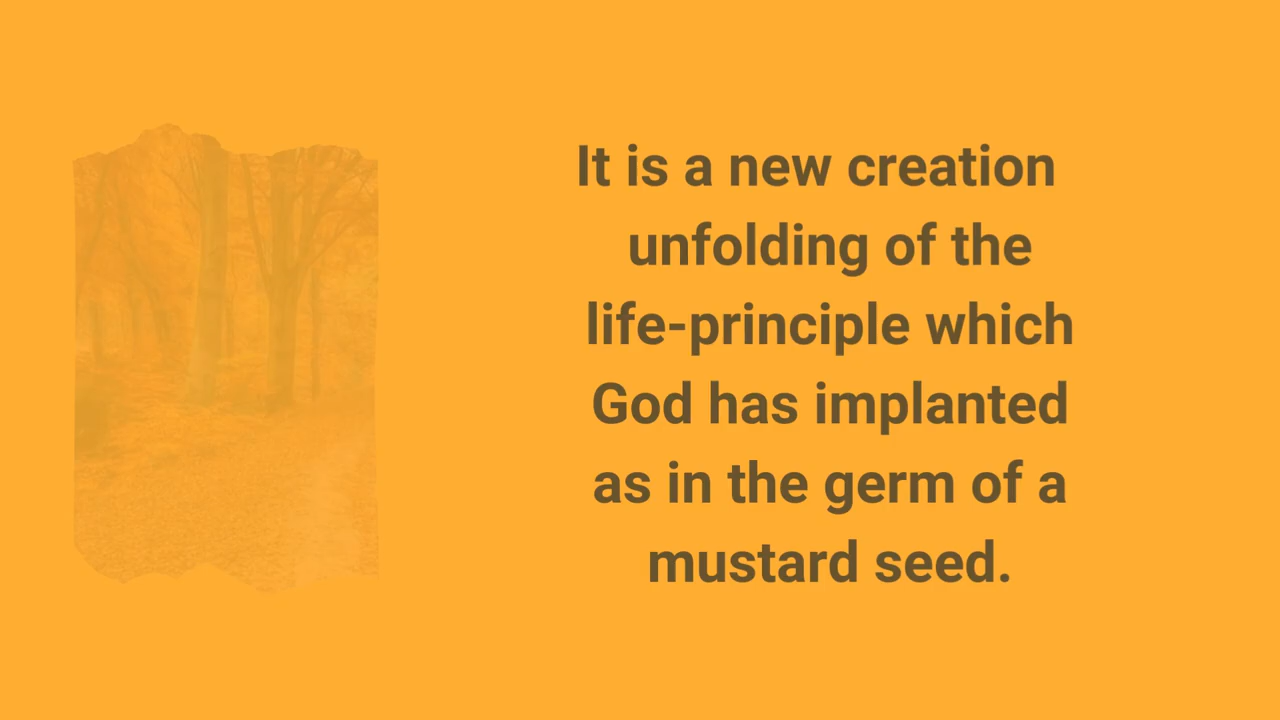 It is a new creation
unfolding of the
life-principle which
God has implanted
as in the germ of a
mustard seed.